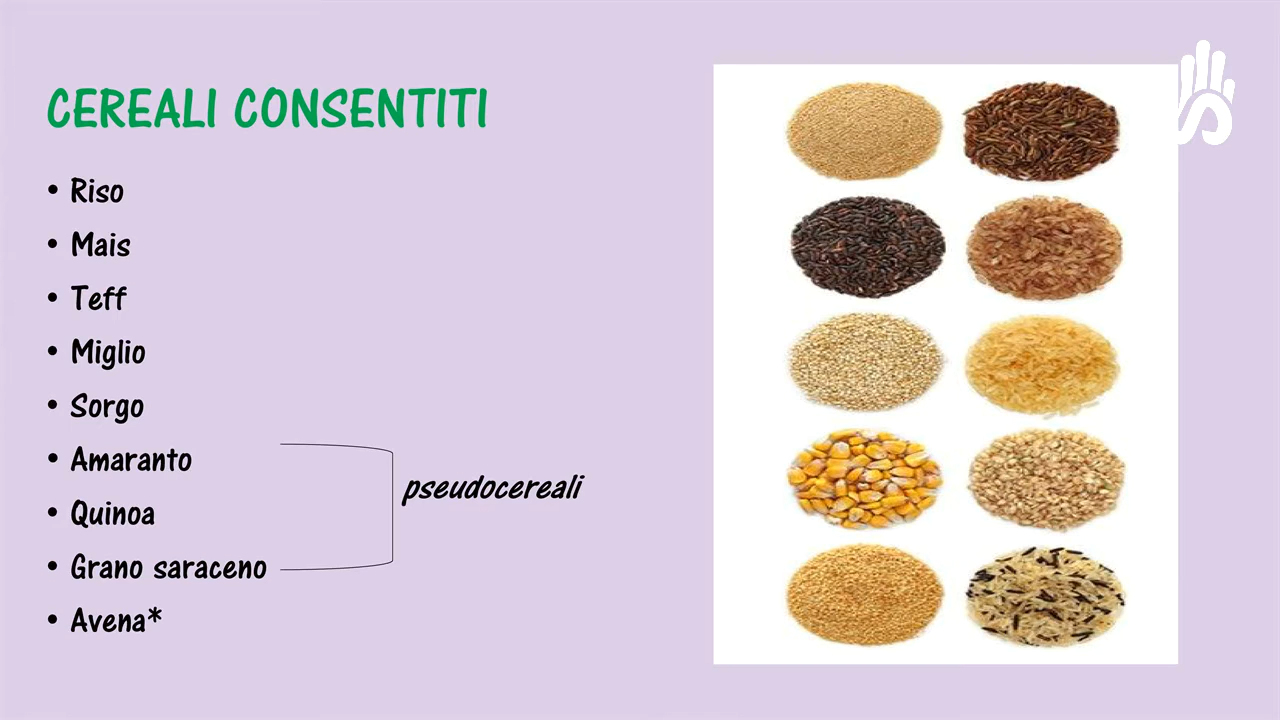 CEREALI CONSENTITI
• Riso
• Mais
• Teff
• Miglio
• Sorgo
• Amaranto
pseudocereali
• Quinoa
• Grano saraceno
• Avena*